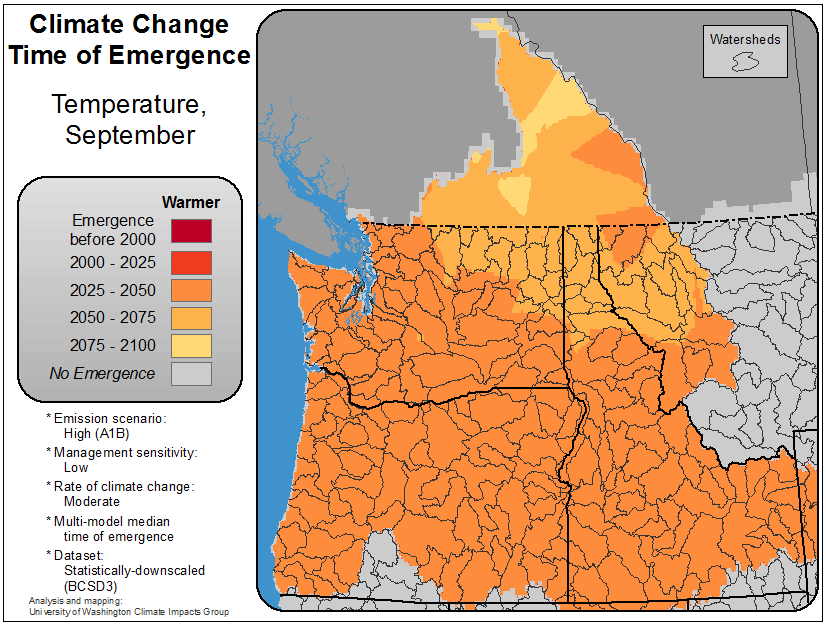 Climate Change
Time of Emergence
Temperature,
September
Warmer
Emergence
before 2000
2000 - 2025
2025 - 2050
2050 - 2075
2075 - 2100
No Emergence
* Emission scenario:
High (A1B)
* Management sensitivity:
Low
* Rate of climate change:
Moderate
* Multi-model median
time of emergence
* Dataset:
Statistically-downscaled
(BCSD3)
Analysis and mapping:
University of Washington Climate Impacts Group
Watersheds